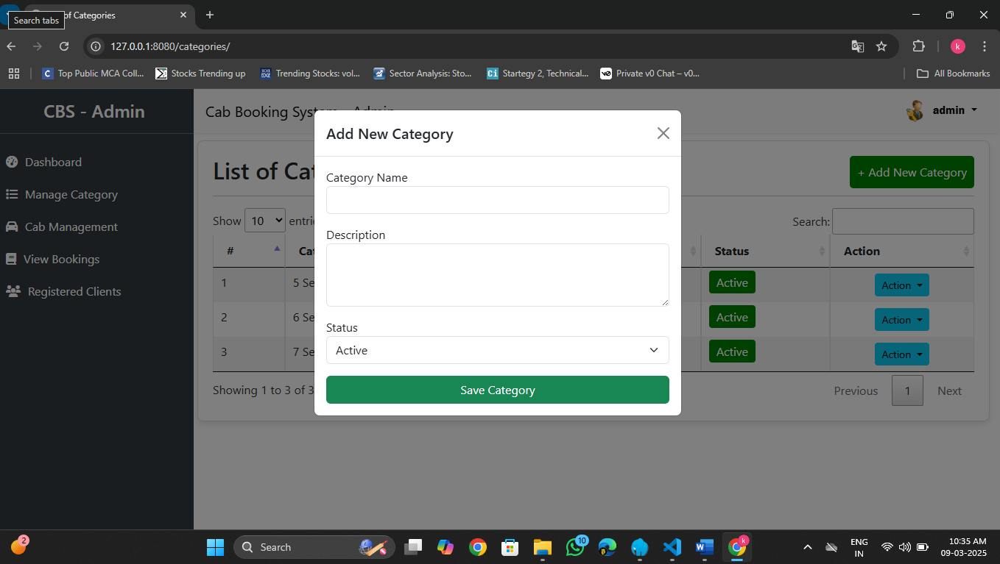 of Categories
Search tabs
127.0.0.1:8080/categories/
k
Top Public MCA Coll...
Stocks Trending up
Trending Stocks: vol...
Sector Analysis: Sto...
Startegy 2, Technical...
Private v0 Chat – v0...
All Bookmarks
CBS - Admin
Cab Booking System - Admin
admin
Dashboard
Manage Category
Cab Management
View Bookings
Registered Clients
List of Cat
+ Add New Category
Show 10 entri
Search:
# Cat Status Action
1 5 Se Active Action
2 6 Se Active Action
3 7 Se Active Action
Showing 1 to 3 of 3
Previous 1 Next
Add New Category
Category Name
Description
Status
Active
Save Category
2
Search
10
k
ENG
IN
10:35 AM
09-03-2025